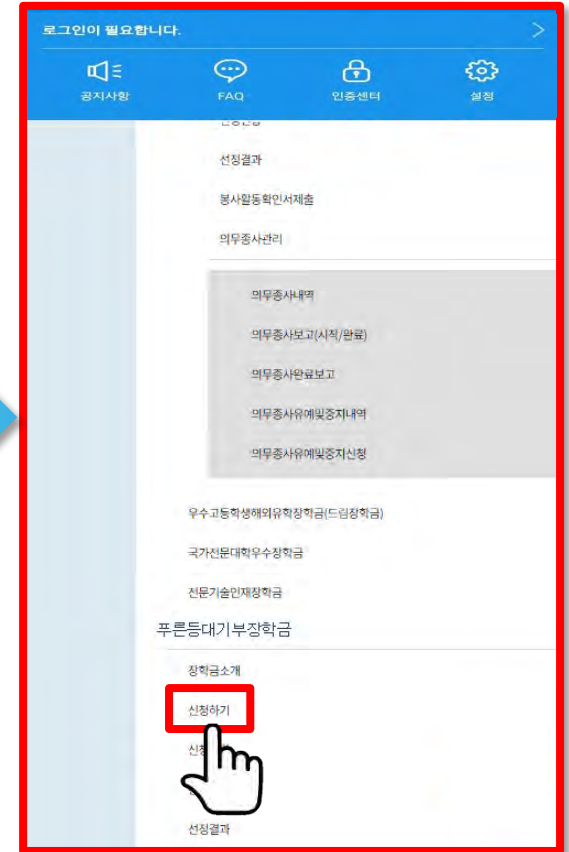 로그인이 필요합니다.
공지사항 FAQ 인증센터 설정
선정결과
봉사활동확인서제출
의무종사관리
의무종사내역
의무종사보고(시작/완료)
의무종사완료보고
의무종사유예및중지내역
의무종사유예및중지신청
우수고등학생해외유학장학금(드림장학금)
국가전문대학우수장학금
전문기술인재장학금
푸른등대기부장학금
장학금소개
신청하기
선정결과